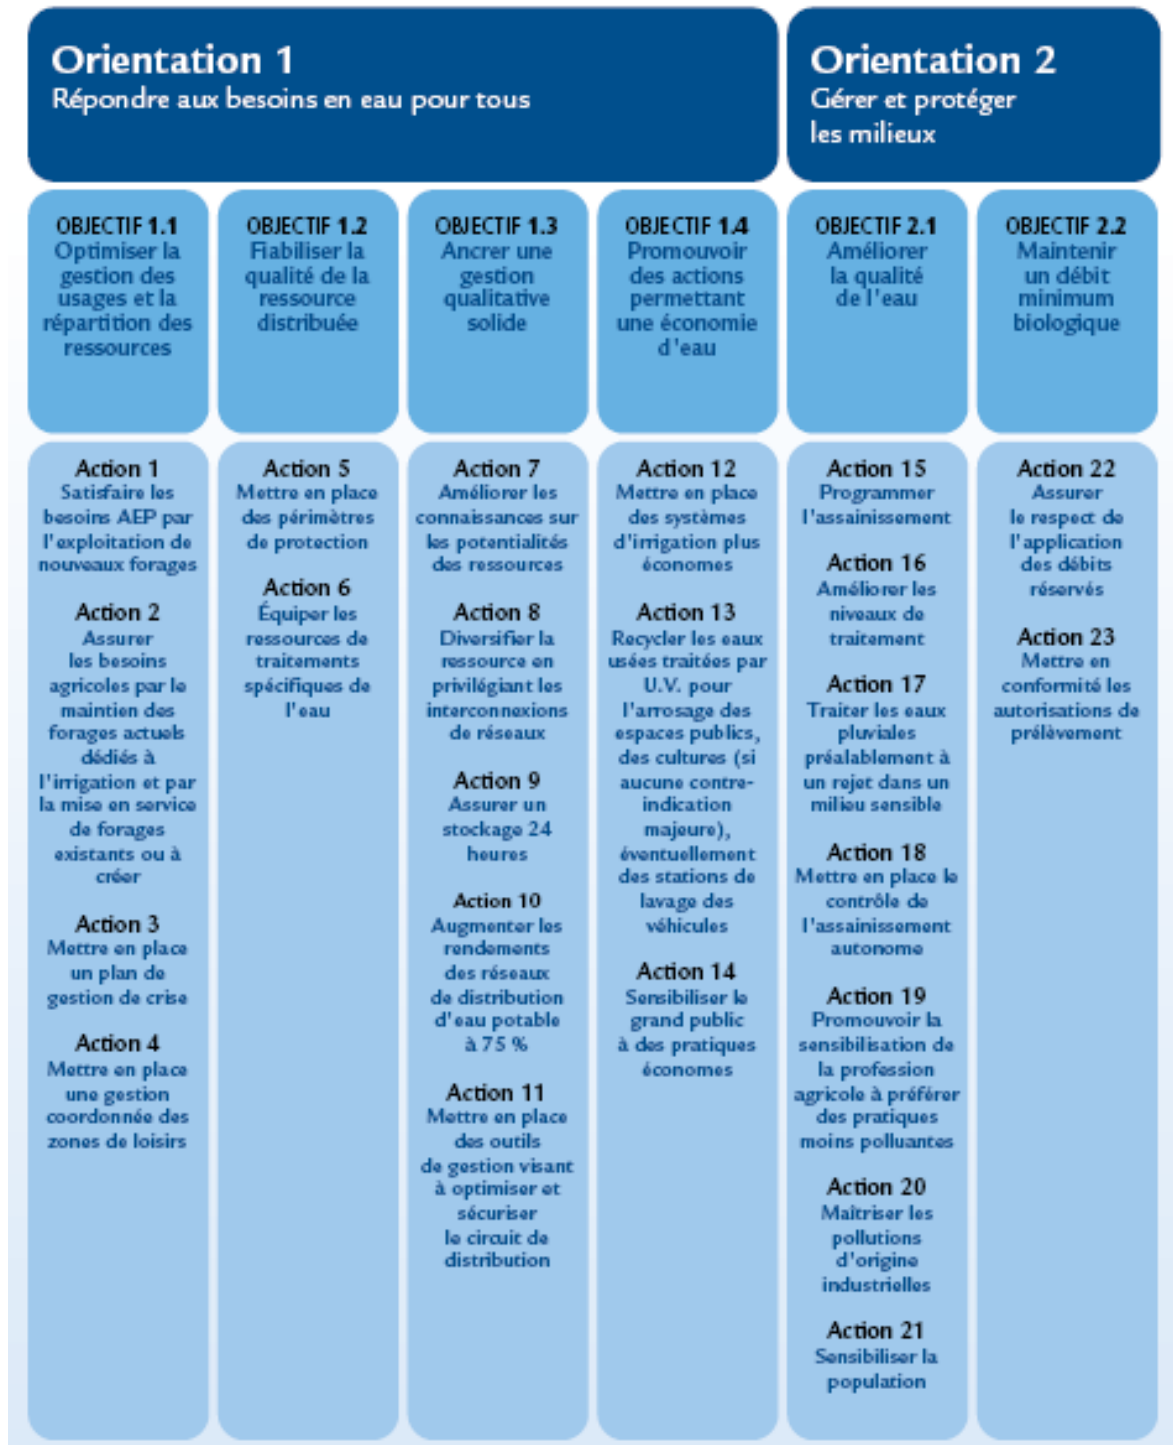 Orientation 1
Répondre aux besoins en eau pour tous
Orientation 2
Gérer et protéger
les milieux
OBJECTIF 1.1
Optimiser la
gestion des
usages et la
répartition des
ressources
OBJECTIF 1.2
Fiabiliser la
qualité de la
ressource
distribuée
OBJECTIF 1.3
Ancrer une
gestion
qualitative
solide
OBJECTIF 1.4
Promouvoir
des actions
permettant
une économie
d'eau
OBJECTIF 2.1
Améliorer
la qualité
de l'eau
OBJECTIF 2.2
Maintenir
un débit
minimum
biologique
Action 1
Satisfaire les
besoins AEP par
l'exploitation de
nouveaux forages
Action 2
Assurer
les besoins
agricoles par le
maintien des
forages actuels
dédiés à
l'irrigation et par
la mise en service
de forages
existants ou à
créer
Action 3
Mettre en place
un plan de
gestion de crise
Action 4
Mettre en place
une gestion
coordonnée des
zones de loisirs
Action 5
Mettre en place
des périmètres
de protection
Action 6
Équiper les
ressources de
traitements
spécifiques de
l'eau
Action 7
Améliorer les
connaissances sur
les potentialités
des ressources
Action 8
Diversifier la
ressource en
privilégiant les
interconnexions
de réseaux
Action 9
Assurer un
stockage 24
heures
Action 10
Augmenter les
rendements
des réseaux
de distribution
d'eau potable
à 75 %
Action 11
Mettre en place
des outils
de gestion visant
à optimiser et
sécuriser
le circuit de
distribution
Action 12
Mettre en place
des systèmes
d'irrigation plus
économes
Action 13
Recycler les eaux
usées traitées par
U.V. pour
l'arrosage des
espaces publics,
des cultures (si
aucune contre-
indication
majeure),
éventuellement
des stations de
lavage des
véhicules
Action 14
Sensibiliser le
grand public
à des pratiques
économes
Action 15
Programmer
l'assainissement
Action 16
Améliorer les
niveaux de
traitement
Action 17
Traiter les eaux
pluviales
préalablement à
un rejet dans un
milieu sensible
Action 18
Mettre en place le
contrôle de
l'assainissement
autonome
Action 19
Promouvoir la
sensibilisation de
la profession
agricole à préférer
des pratiques
moins polluantes
Action 20
Maîtriser les
pollutions
d'origine
industrielles
Action 21
Sensibiliser la
population
Action 22
Assurer
le respect de
l'application
des débits
réservés
Action 23
Mettre en
conformité les
autorisations de
prélèvement